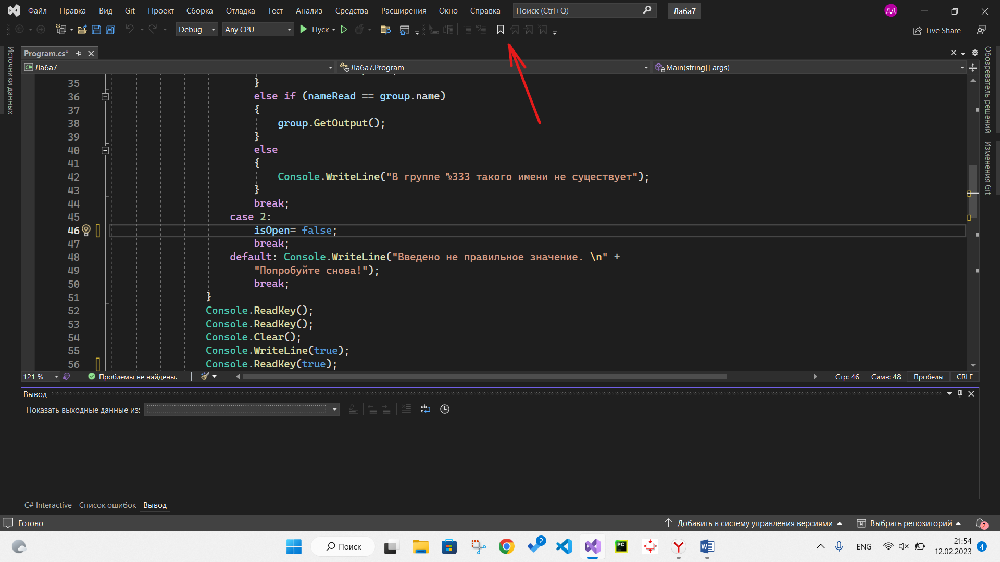 Файл Правка Вид Git Проект Сборка Отладка Тест Анализ Средства Расширения Окно Справка Поиск (Ctrl+Q) Лаба7 ДД
Debug Any CPU Пуск Live Share
Источники данных
Program.cs*
Обозреватель решений
Изменения Git
C# Лаба7 Лаба7.Program Main(string[] args)
35 }
36 else if (nameRead == group.name)
37 {
38 group.GetOutput();
39 }
40 else
41 {
42 Console.WriteLine("В группе №333 такого имени не существует");
43 }
44 break;
45 case 2:
46 isOpen= false;
47 break;
48 default: Console.WriteLine("Введено не правильное значение. \n" +
49 "Попробуйте снова!");
50 break;
51 }
52 Console.ReadKey();
53 Console.ReadKey();
54 Console.Clear();
55 Console.WriteLine(true);
56 Console.ReadKey(true);
121 % Проблемы не найдены. Стр: 46 Симв: 48 Пробелы CRLF
Вывод
Показать выходные данные из:
C# Interactive Список ошибок Вывод
Готово Добавить в систему управления версиями Выбрать репозиторий 2
Поиск 2 PC W ENG 21:54
12.02.2023 4